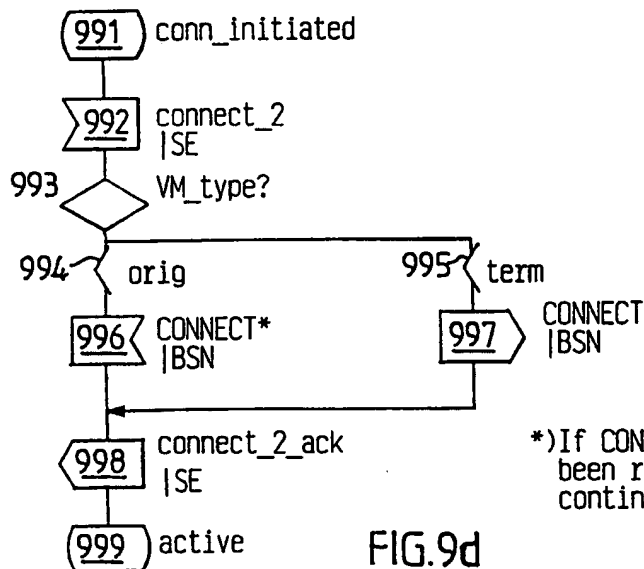 991 conn_initiated
992 connect_2
|SE
993 VM_type?
994 orig
995 term
996 CONNECT*
|BSN
997 CONNECT
|BSN
998 connect_2_ack
|SE
*)If CON
been r
contin
999 active
FIG.9d